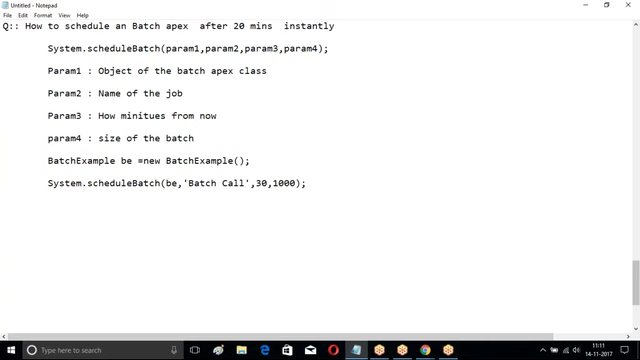 Untitled - Notepad
File Edit Format View Help
Q:: How to schedule an Batch apex after 20 mins instantly
System.scheduleBatch(param1,param2,param3,param4);
Param1 : Object of the batch apex class
Param2 : Name of the job
Param3 : How minitues from now
param4 : size of the batch
BatchExample be =new BatchExample();
System.scheduleBatch(be,'Batch Call',30,1000);
Type here to search
11:11
14-11-2017